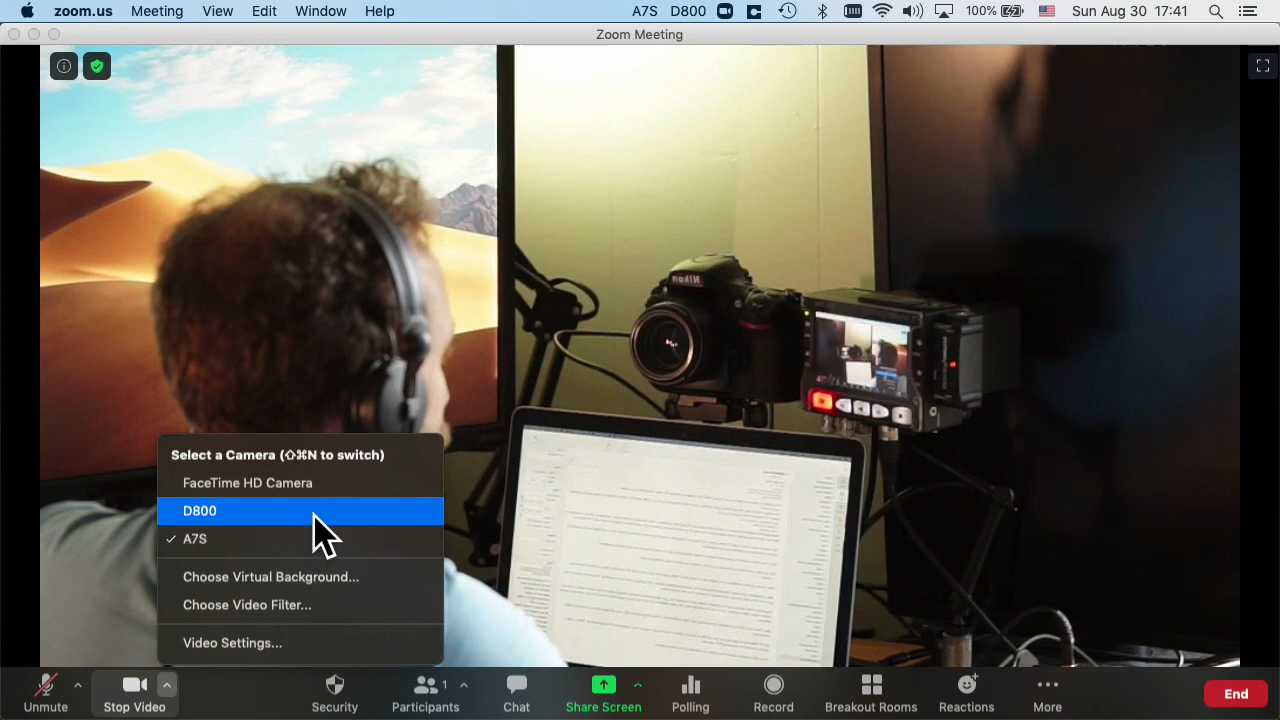 zoom.us Meeting View Edit Window Help A7S D800 100% Sun Aug 30 17:41
Zoom Meeting
Nikon
Select a Camera (⇧⌘N to switch)
FaceTime HD Camera
D800
✓ A7S
Choose Virtual Background...
Choose Video Filter...
Video Settings...
Unmute
Stop Video
Security
1
Participants
Chat
Share Screen
Polling
Record
Breakout Rooms
Reactions
More
End